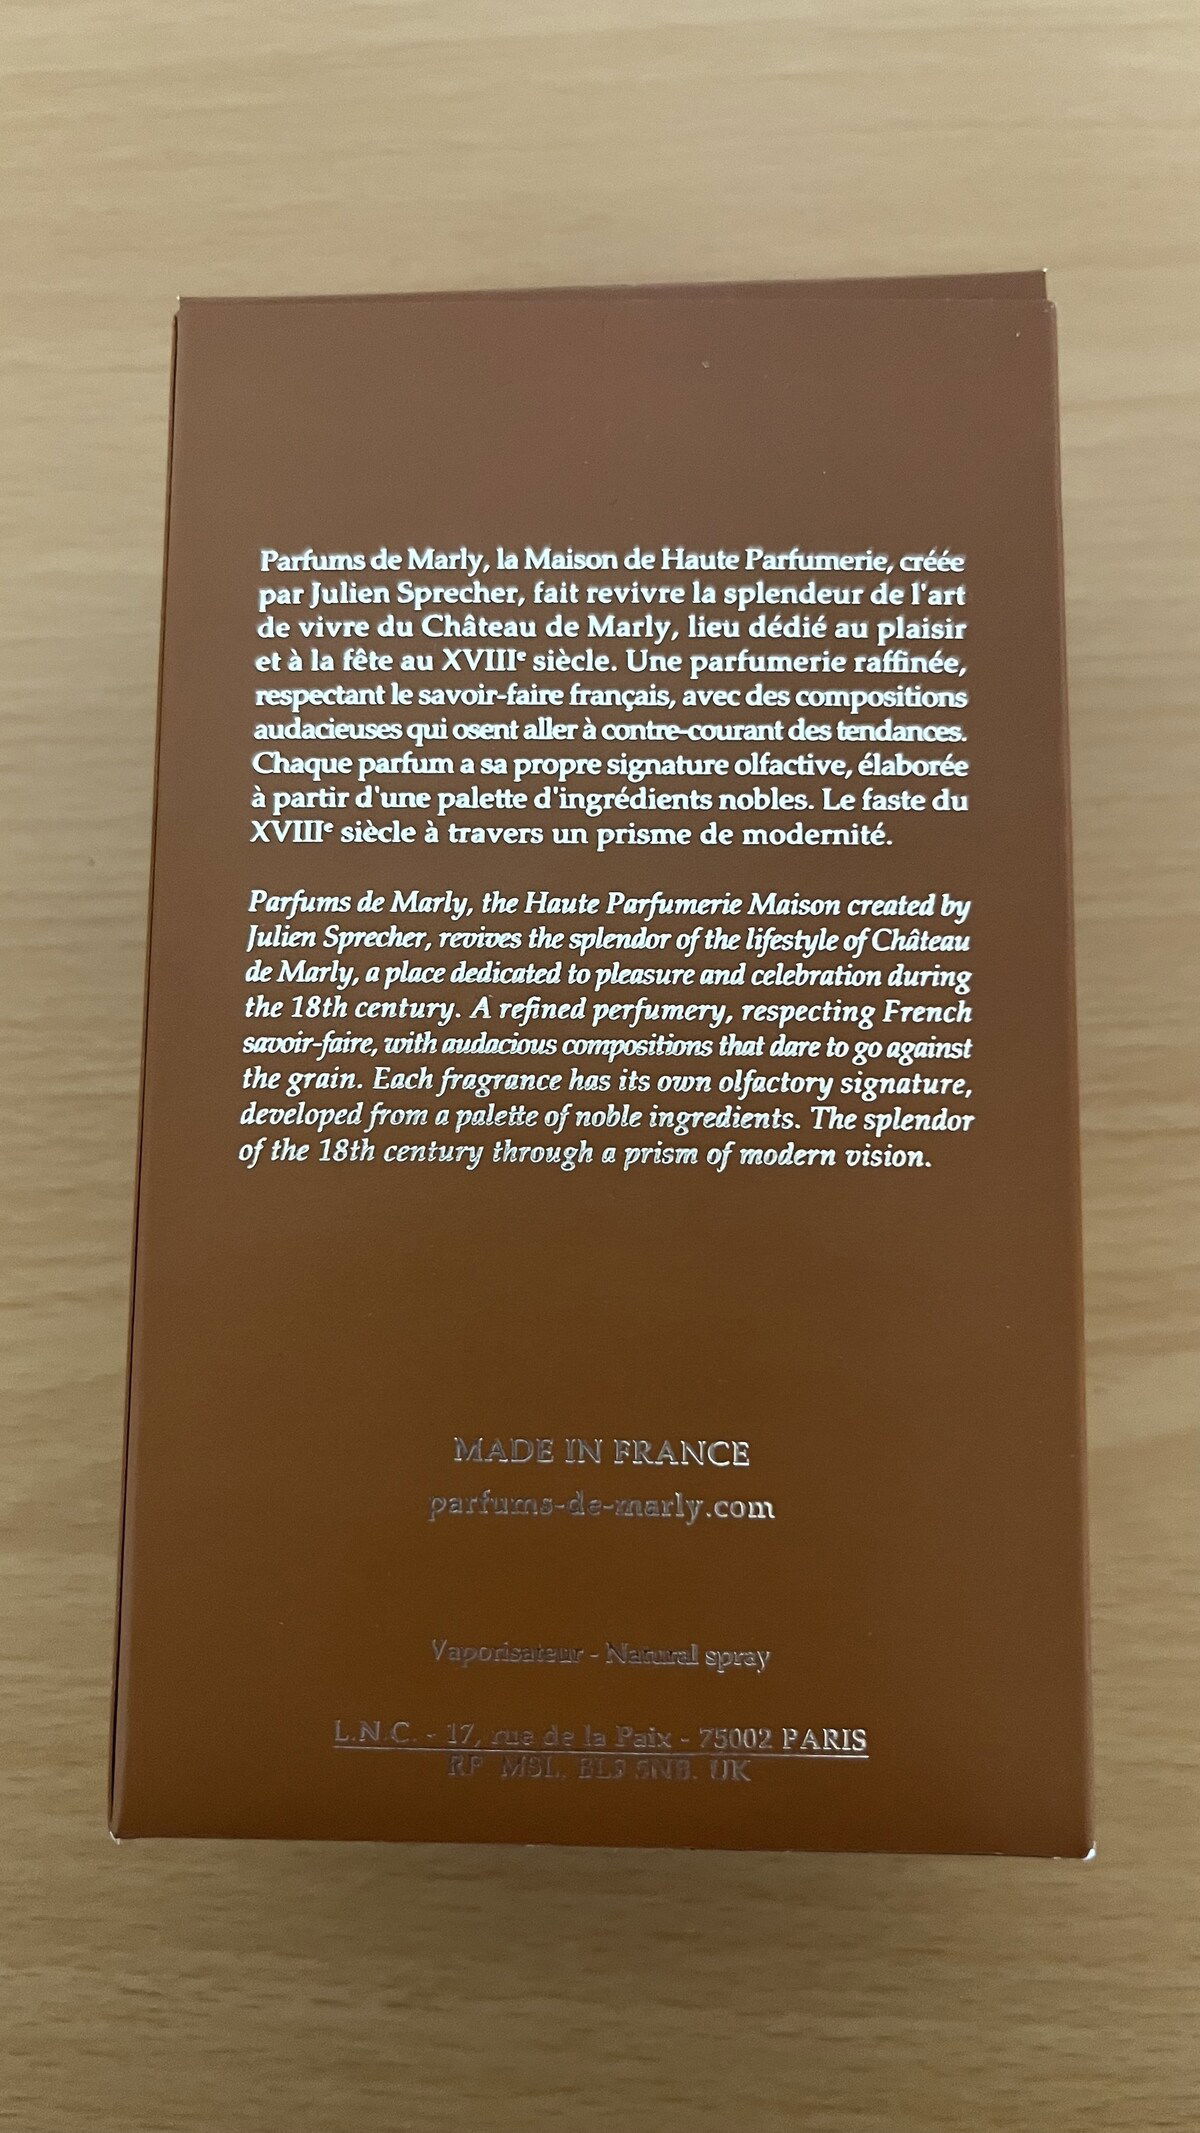 Parfums de Marly, la Maison de Haute Parfumerie, créée
par Julien Sprecher, fait revivre la splendeur de l'art
de vivre du Château de Marly, lieu dédié au plaisir
et à la fête au XVIIIe siècle. Une parfumerie raffinée,
respectant le savoir-faire français, avec des compositions
audacieuses qui osent aller à contre-courant des tendances.
Chaque parfum a sa propre signature olfactive, élaborée
à partir d'une palette d'ingrédients nobles. Le faste du
XVIIIe siècle à travers un prisme de modernité.
Parfums de Marly, the Haute Parfumerie Maison created by
Julien Sprecher, revives the splendor of the lifestyle of Château
de Marly, a place dedicated to pleasure and celebration during
the 18th century. A refined perfumery, respecting French
savoir-faire, with audacious compositions that dare to go against
the grain. Each fragrance has its own olfactory signature,
developed from a palette of noble ingredients. The splendor
of the 18th century through a prism of modern vision.
MADE IN FRANCE
parfums-de-marly.com
Vaporisateur - Natural spray
L.N.C. - 17, rue de la Paix - 75002 PARIS
RP MSL, UK